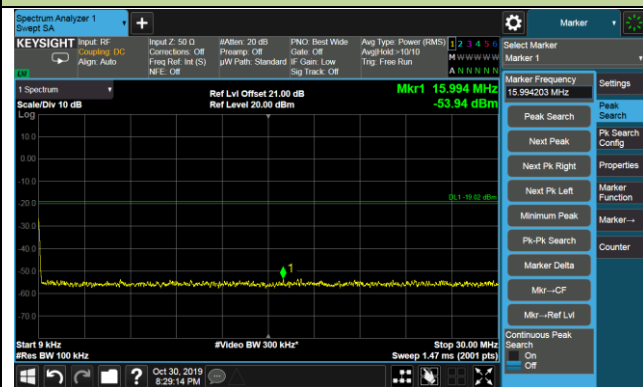 Spectrum Analyzer 1
Swept SA
Marker
KEYSIGHT
Input: RF
Coupling: DC
Align: Auto
Input Z: 50 Ω
Corrections: Off
Freq Ref: Int (S)
NFE: Off
#Atten: 20 dB
Preamp: Off
µW Path: Standard
PNO: Best Wide
Gate: Off
IF Gain: Low
Sig Track: Off
Avg Type: Power (RMS)
Avg|Hold:>10/10
Trig: Free Run
1 2 3 4 5 6
M W W W W W
A N N N N N
Select Marker
Marker 1
1 Spectrum
Scale/Div 10 dB
Log
Ref Lvl Offset 21.00 dB
Ref Level 20.00 dBm
Mkr1 15.994 MHz
-53.94 dBm
10.0
0.00
-10.0
-20.0
-30.0
-40.0
-50.0
-60.0
-70.0
DL1 -19.02 dBm
1
Start 9 kHz
#Res BW 100 kHz
#Video BW 300 kHz*
Stop 30.00 MHz
Sweep 1.47 ms (2001 pts)
Marker Frequency
15.994203 MHz
Peak Search
Next Peak
Next Pk Right
Next Pk Left
Minimum Peak
Pk-Pk Search
Marker Delta
Mkr→CF
Mkr→Ref Lvl
Continuous Peak
Search
On
Off
Settings
Peak
Search
Pk Search
Config
Properties
Marker
Function
Marker→
Counter
Oct 30, 2019
8:29:14 PM